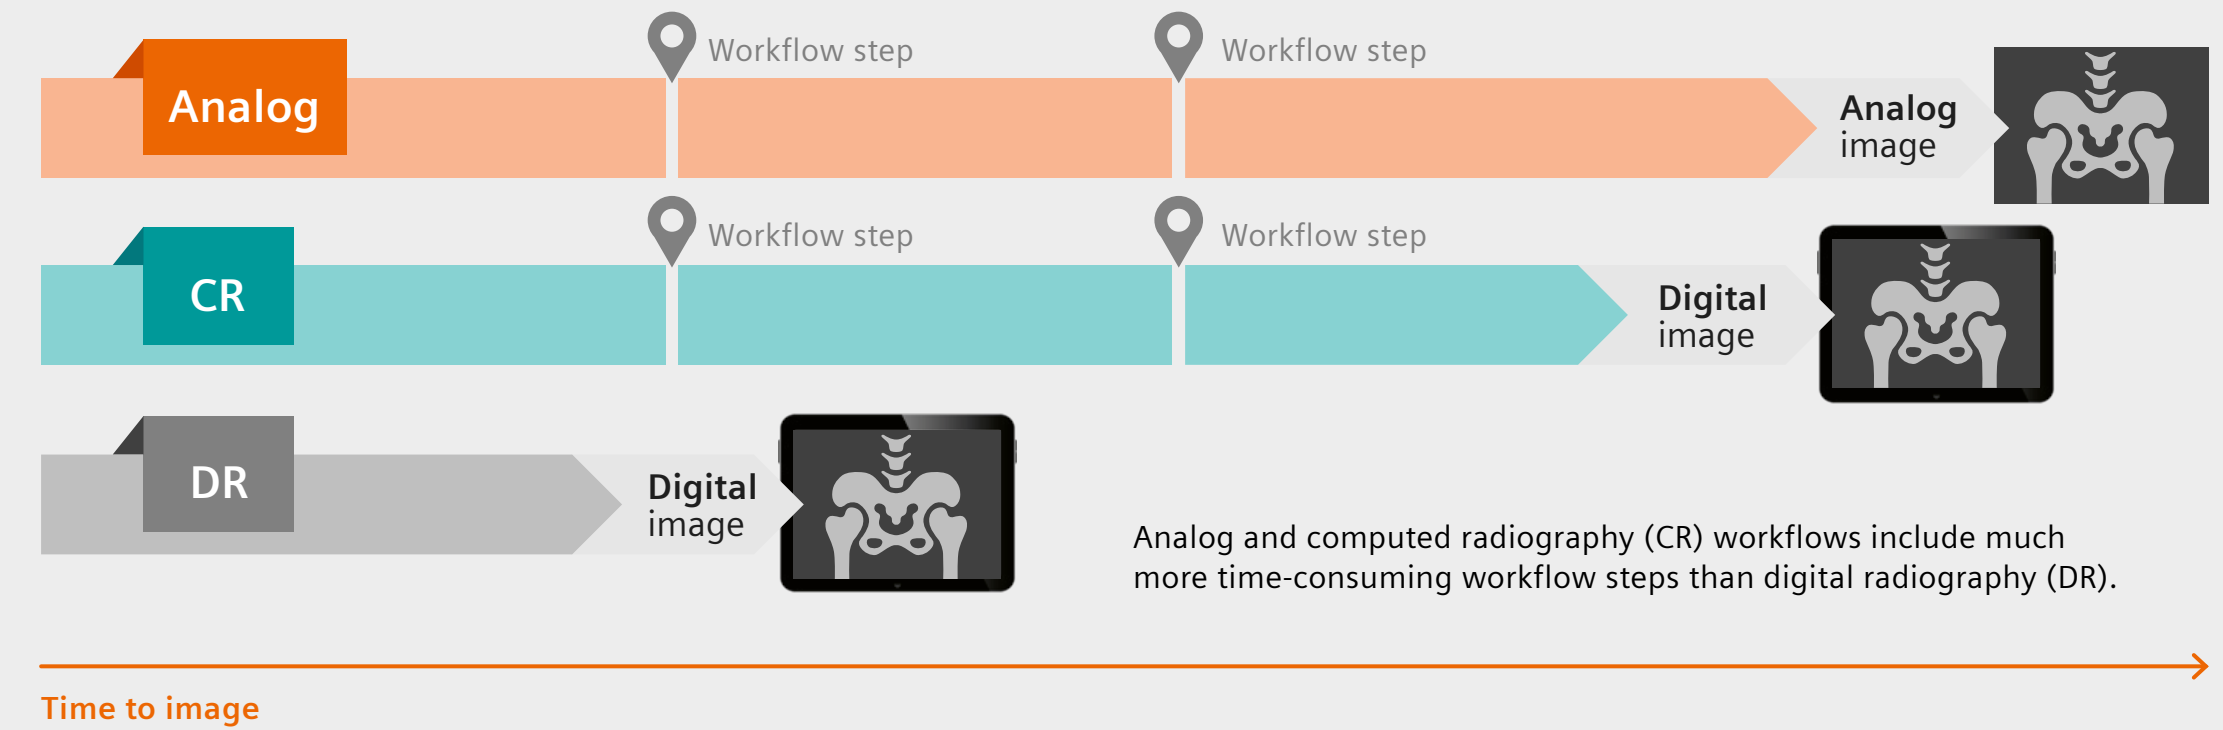 Workflow step
Workflow step
Analog
Analog
image
Workflow step
Workflow step
CR
Digital
image
DR
Digital
image
Analog and computed radiography (CR) workflows include much
more time-consuming workflow steps than digital radiography (DR).
Time to image